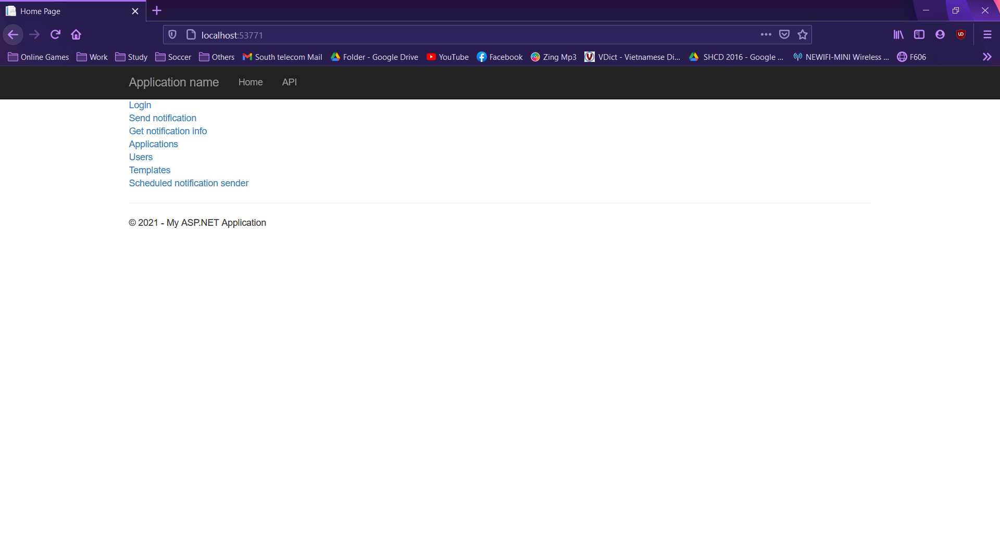 Home Page
localhost:53771
Online Games Work Study Soccer Others South telecom Mail Folder - Google Drive YouTube Facebook Zing Mp3 VDict - Vietnamese Di... SHCD 2016 - Google ... NEWIFI-MINI Wireless ... F606
Application name Home API
Login
Send notification
Get notification info
Applications
Users
Templates
Scheduled notification sender
© 2021 - My ASP.NET Application